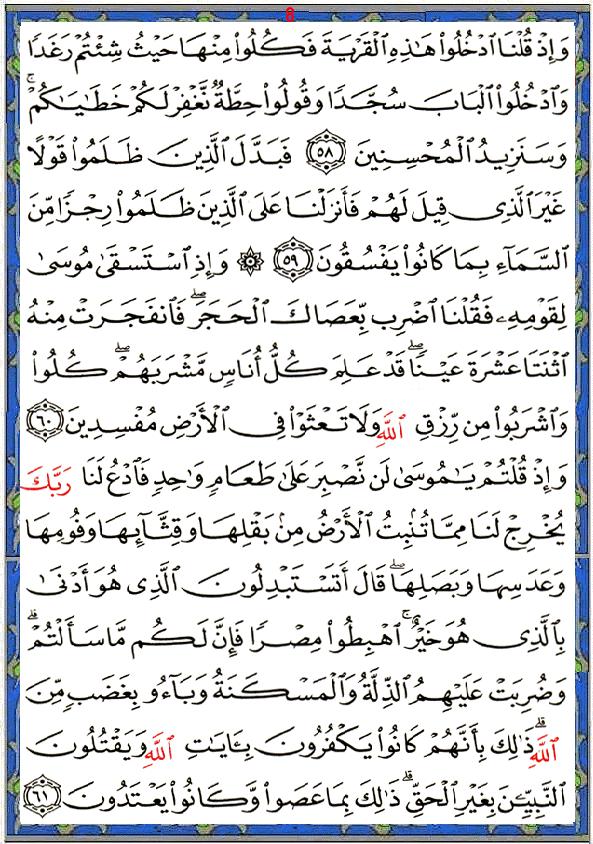 8
وَإِذْ قُلْنَا ٱدْخُلُوا۟ هَـٰذِهِ ٱلْقَرْيَةَ فَكُلُوا۟ مِنْهَا حَيْثُ شِئْتُمْ رَغَدًا
وَٱدْخُلُوا۟ ٱلْبَابَ سُجَّدًا وَقُولُوا۟ حِطَّةٌ نَّغْفِرْ لَكُمْ خَطَـٰيَـٰكُمْ ۚ
وَسَنَزِيدُ ٱلْمُحْسِنِينَ ٥٨ فَبَدَّلَ ٱلَّذِينَ ظَلَمُوا۟ قَوْلًا
غَيْرَ ٱلَّذِى قِيلَ لَهُمْ فَأَنزَلْنَا عَلَى ٱلَّذِينَ ظَلَمُوا۟ رِجْزًا مِّنَ
ٱلسَّمَآءِ بِمَا كَانُوا۟ يَفْسُقُونَ ٥٩ ۞ وَإِذِ ٱسْتَسْقَىٰ مُوسَىٰ
لِقَوْمِهِۦ فَقُلْنَا ٱضْرِب بِّعَصَاكَ ٱلْحَجَرَ ۖ فَٱنفَجَرَتْ مِنْهُ
ٱثْنَتَا عَشْرَةَ عَيْنًا ۖ قَدْ عَلِمَ كُلُّ أُنَاسٍ مَّشْرَبَهُمْ ۖ كُلُوا۟
وَٱشْرَبُوا۟ مِن رِّزْقِ ٱللَّهِ وَلَا تَعْثَوْا۟ فِى ٱلْأَرْضِ مُفْسِدِينَ ٦٠
وَإِذْ قُلْتُمْ يَـٰمُوسَىٰ لَن نَّصْبِرَ عَلَىٰ طَعَامٍ وَٰحِدٍ فَٱدْعُ لَنَا رَبَّكَ
يُخْرِجْ لَنَا مِمَّا تُنۢبِتُ ٱلْأَرْضُ مِنۢ بَقْلِهَا وَقِثَّآئِهَا وَفُومِهَا
وَعَدَسِهَا وَبَصَلِهَا ۖ قَالَ أَتَسْتَبْدِلُونَ ٱلَّذِى هُوَ أَدْنَىٰ
بِٱلَّذِى هُوَ خَيْرٌ ۚ ٱهْبِطُوا۟ مِصْرًا فَإِنَّ لَكُم مَّا سَأَلْتُمْ ۗ
وَضُرِبَتْ عَلَيْهِمُ ٱلذِّلَّةُ وَٱلْمَسْكَنَةُ وَبَآءُو بِغَضَبٍ مِّنَ
ٱللَّهِ ۗ ذَٰلِكَ بِأَنَّهُمْ كَانُوا۟ يَكْفُرُونَ بِـَٔايَـٰتِ ٱللَّهِ وَيَقْتُلُونَ
ٱلنَّبِيِّـۧنَ بِغَيْرِ ٱلْحَقِّ ۗ ذَٰلِكَ بِمَا عَصَوا۟ وَّكَانُوا۟ يَعْتَدُونَ ٦١